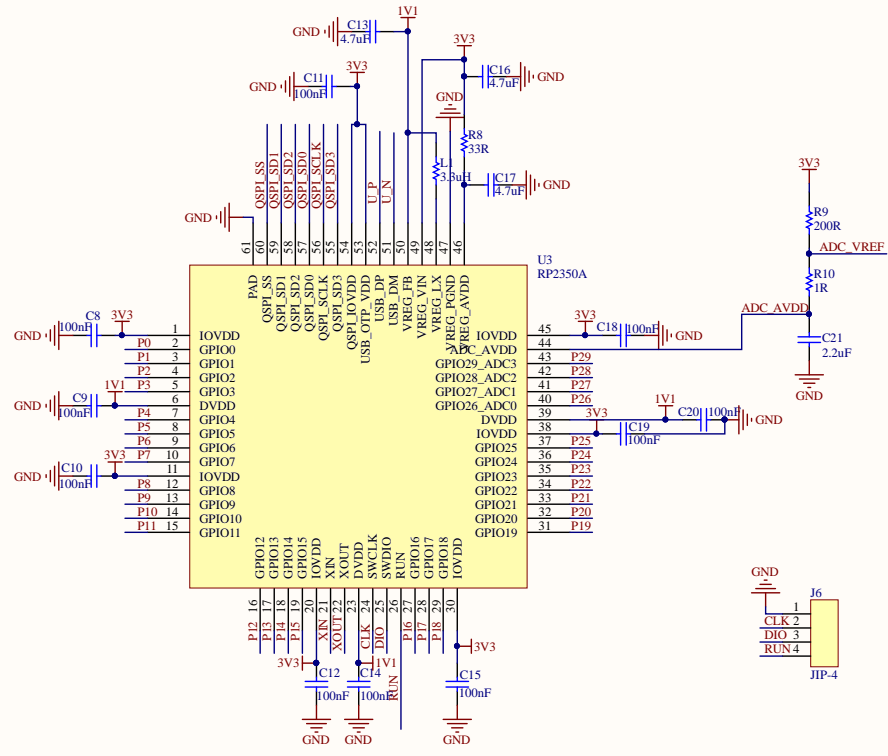 1V1
C13
GND
4.7uF
3V3
3V3
C16
GND
4.7uF
C11
GND
100nF
GND
R8
33R
L1
3.3uH
C17
GND
4.7uF
QSPI_SS
QSPI_SD1
QSPI_SD2
QSPI_SD0
QSPI_SCLK
QSPI_SD3
U_P
U_N
GND
61
60
59
58
57
56
55
54
53
52
51
50
49
48
47
46
U3
RP2350A
PAD
QSPI_SS
QSPI_SD1
QSPI_SD2
QSPI_SD0
QSPI_SCLK
QSPI_SD3
QSPI_IOVDD
USB_OTP_VDD
USB_DP
USB_DM
VREG_FB
VREG_VIN
VREG_LX
VREG_PGND
VREG_AVDD
3V3
R9
200R
ADC_VREF
R10
1R
ADC_AVDD
C21
2.2uF
GND
C8
3V3
GND
100nF
1 IOVDD
P0 2 GPIO0
P1 3 GPIO1
P2 4 GPIO2
P3 5 GPIO3
C9
1V1
GND
100nF
6 DVDD
P4 7 GPIO4
P5 8 GPIO5
P6 9 GPIO6
P7 10 GPIO7
C10
3V3
GND
100nF
11 IOVDD
P8 12 GPIO8
P9 13 GPIO9
P10 14 GPIO10
P11 15 GPIO11
3V3
C18
100nF
GND
IOVDD 45
ADC_AVDD 44
GPIO29_ADC3 43 P29
GPIO28_ADC2 42 P28
GPIO27_ADC1 41 P27
GPIO26_ADC0 40 P26
DVDD 39
IOVDD 38
3V3
1V1
C20
100nF
GND
C19
100nF
GPIO25 37 P25
GPIO24 36 P24
GPIO23 35 P23
GPIO22 34 P22
GPIO21 33 P21
GPIO20 32 P20
GPIO19 31 P19
GPIO12
GPIO13
GPIO14
GPIO15
IOVDD
XIN
XOUT
DVDD
SWCLK
SWDIO
RUN
GPIO16
GPIO17
GPIO18
IOVDD
16
17
18
19
20
21
22
23
24
25
26
27
28
29
30
P12
P13
P14
P15
XIN
XOUT
CLK
DIO
RUN
P16
P17
P18
3V3
3V3
C12
100nF
GND
1V1
C14
100nF
GND
C15
100nF
GND
GND
J6
1
CLK 2
DIO 3
RUN 4
JIP-4